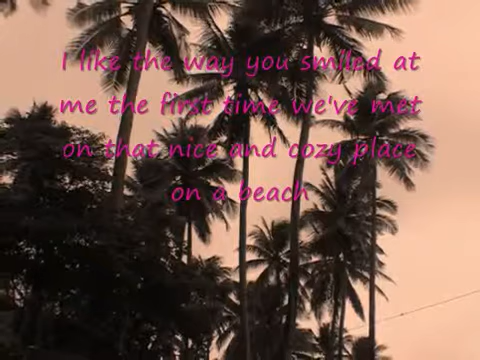 I like the way you smiled at
me the first time we've met
on that nice and cozy place
on a beach